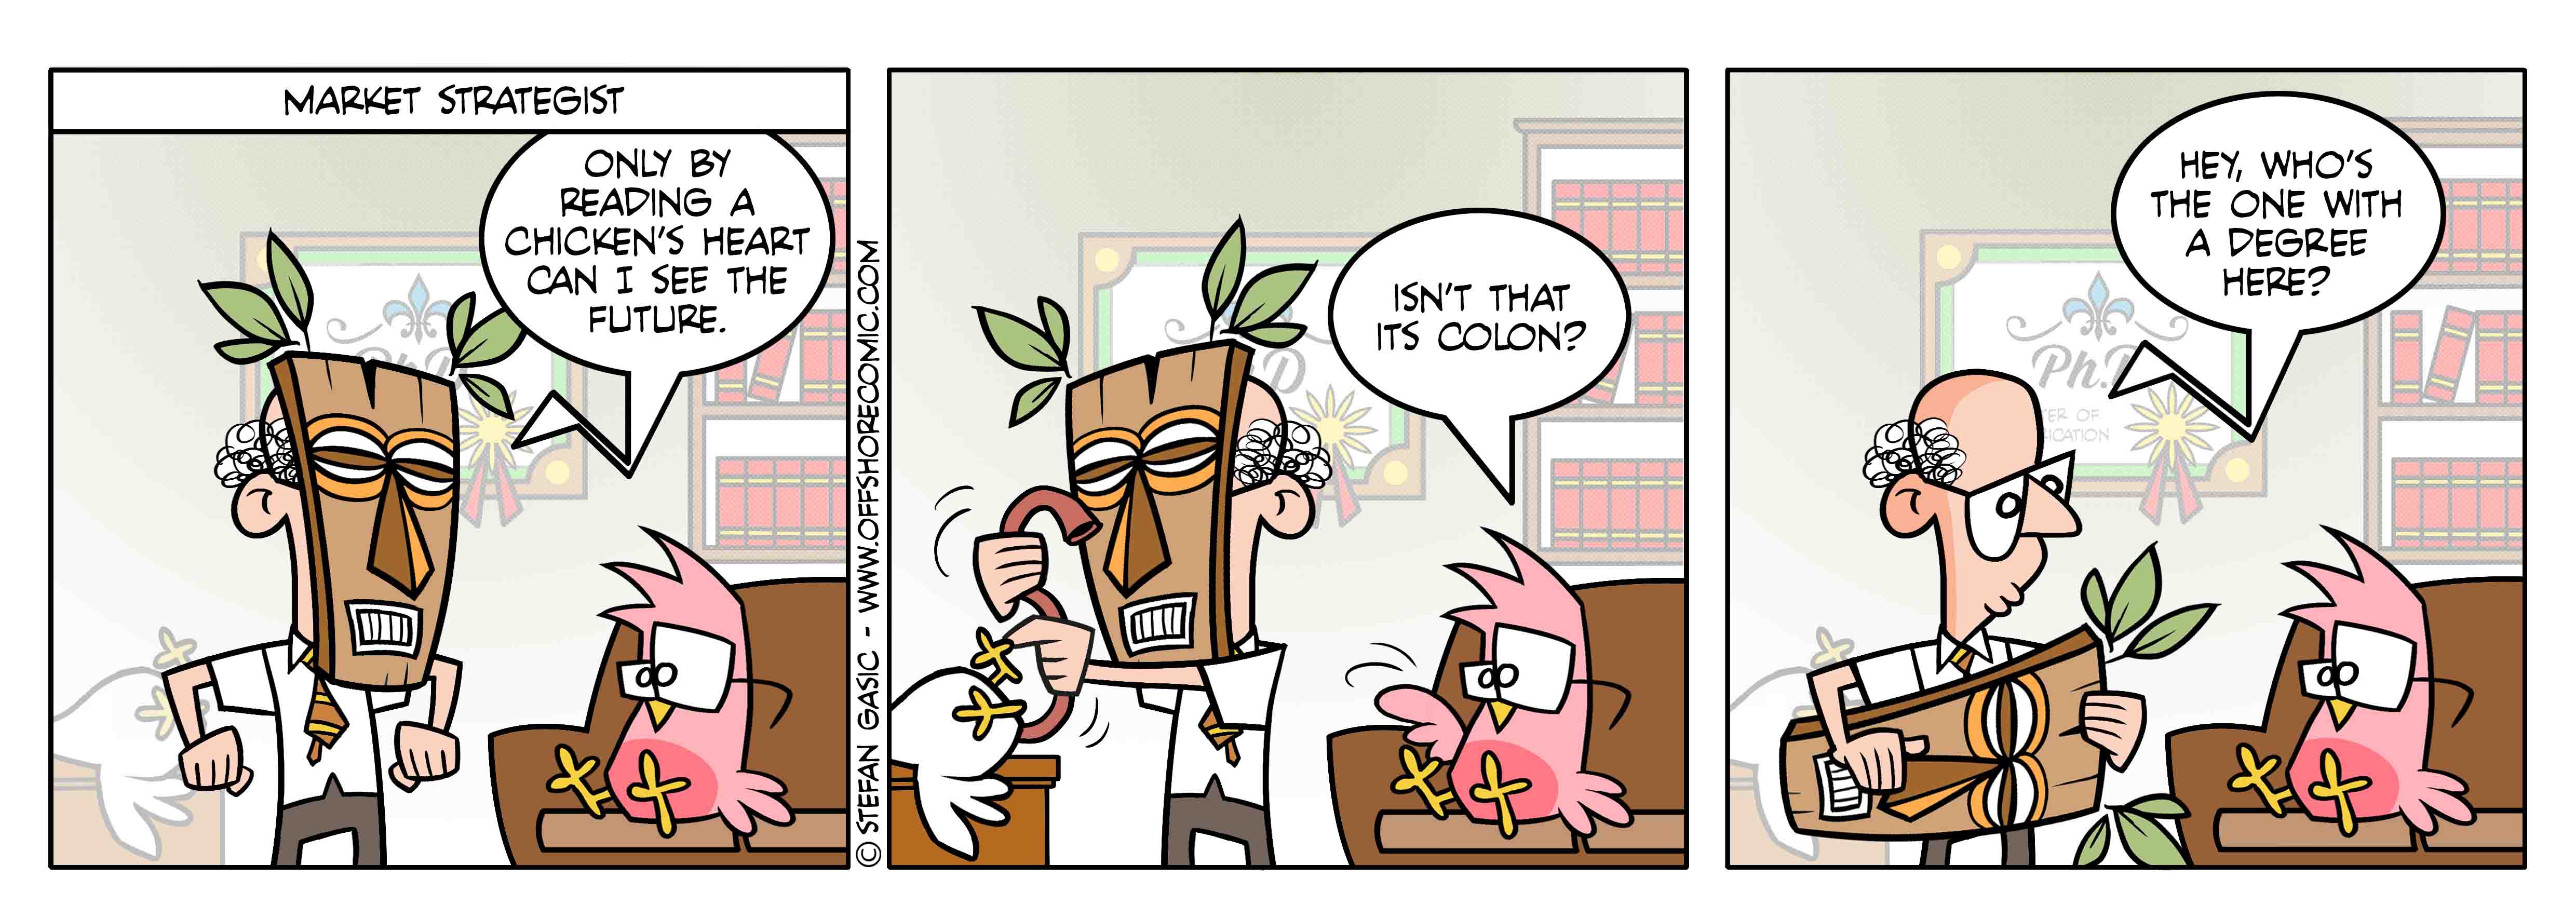 MARKET STRATEGIST
ONLY BY
READING A
CHICKEN'S HEART
CAN I SEE THE
FUTURE.
© STEFAN GASIC - WWW.OFFSHORECOMIC.COM
ISN'T THAT
ITS COLON?
HEY, WHO'S
THE ONE WITH
A DEGREE
HERE?
Ph.D